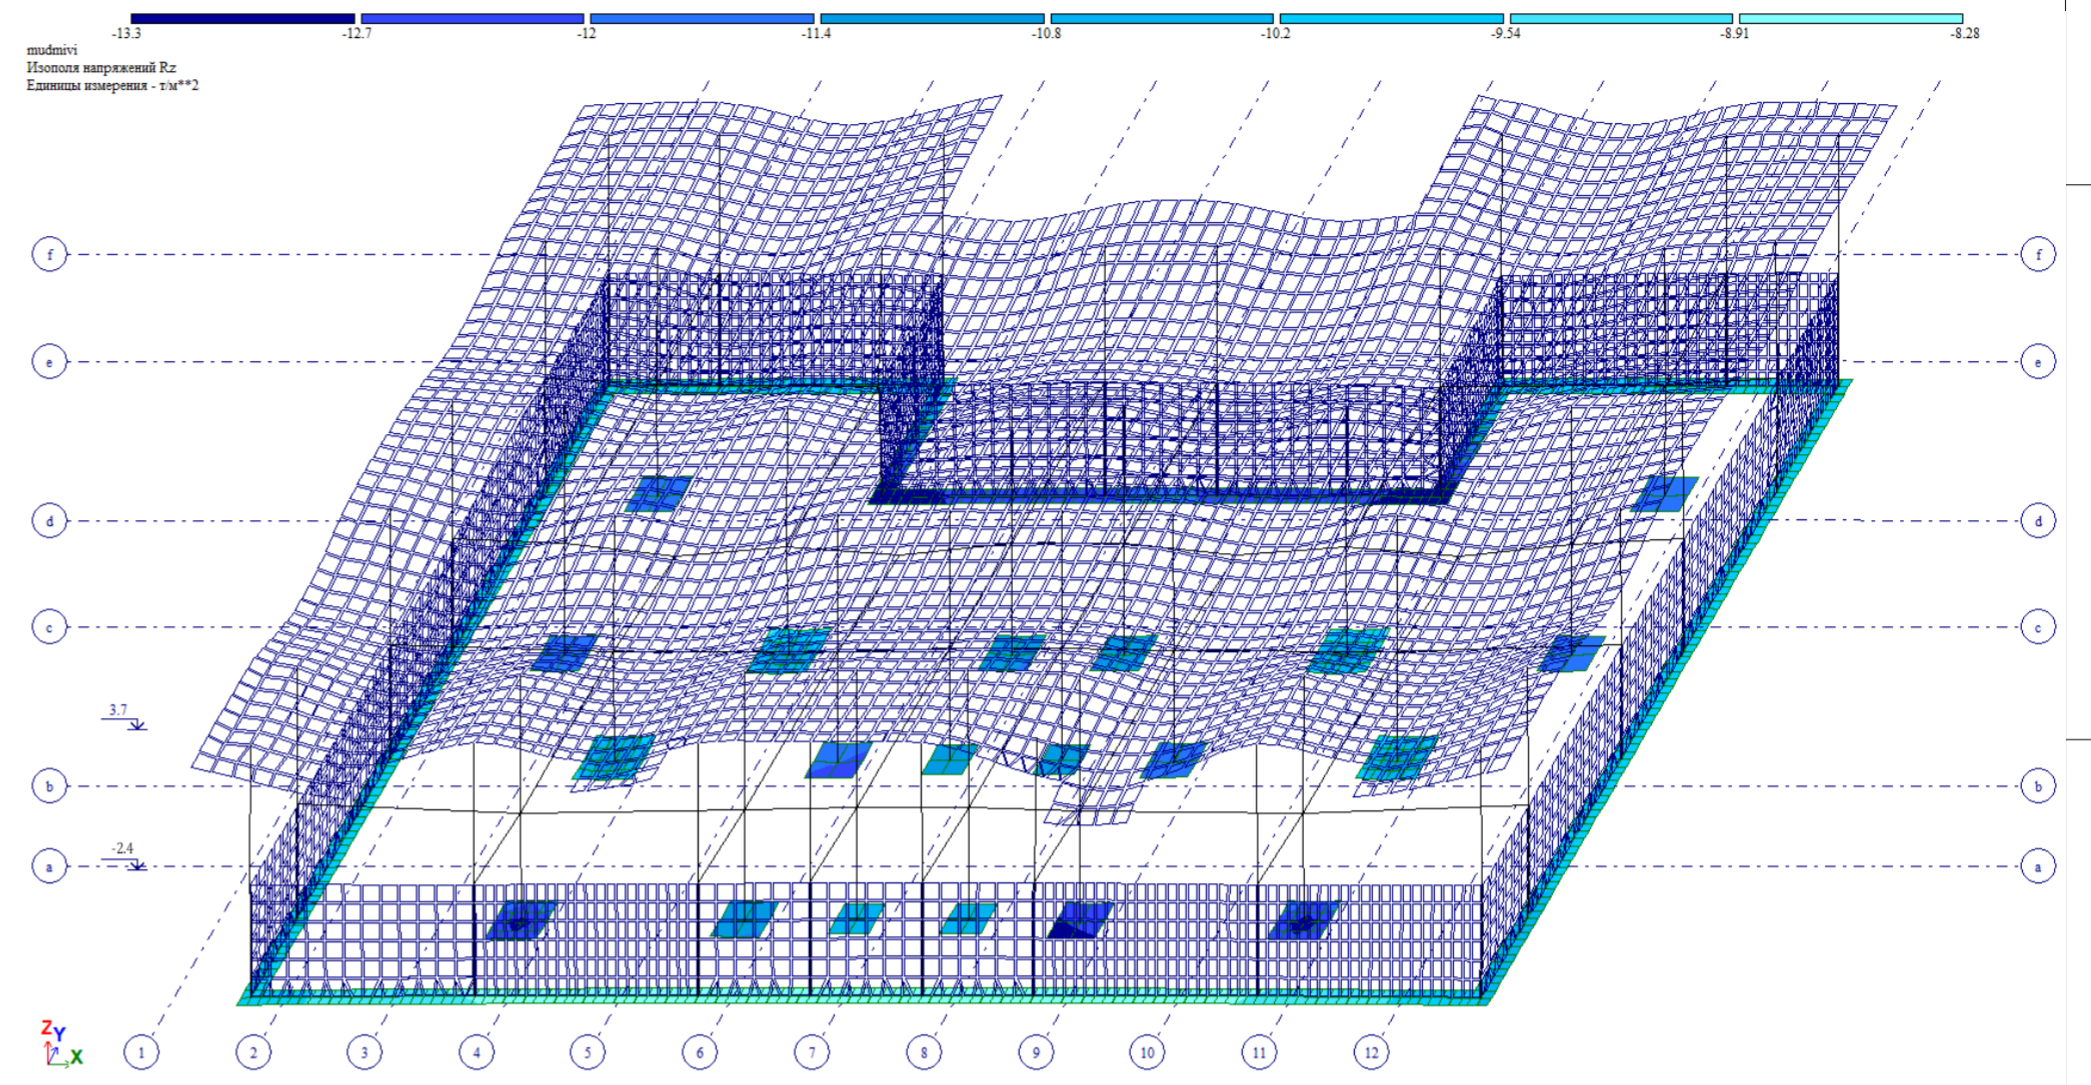 -13.3 -12.7 -12 -11.4 -10.8 -10.2 -9.54 -8.91 -8.28
mudmivi
Изополя напряжений Rz
Единицы измерения - т/м**2
f f
e e
d d
c c
3.7
b b
-2.4
a a
Z
Y
X
1 2 3 4 5 6 7 8 9 10 11 12